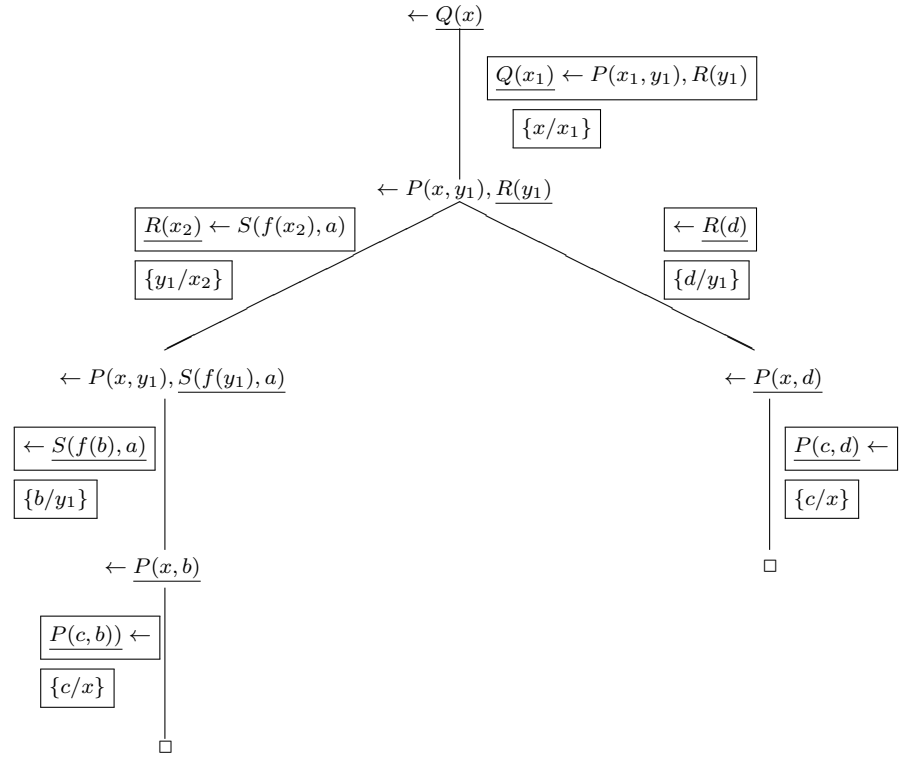 ← Q(x)
Q(x₁) ← P(x₁, y₁), R(y₁)
{x/x₁}
← P(x, y₁), R(y₁)
R(x₂) ← S(f(x₂), a)
{y₁/x₂}
← R(d)
{d/y₁}
← P(x, y₁), S(f(y₁), a)
← P(x, d)
← S(f(b), a)
{b/y₁}
P(c, d) ←
{c/x}
← P(x, b)
□
P(c, b)) ←
{c/x}
□